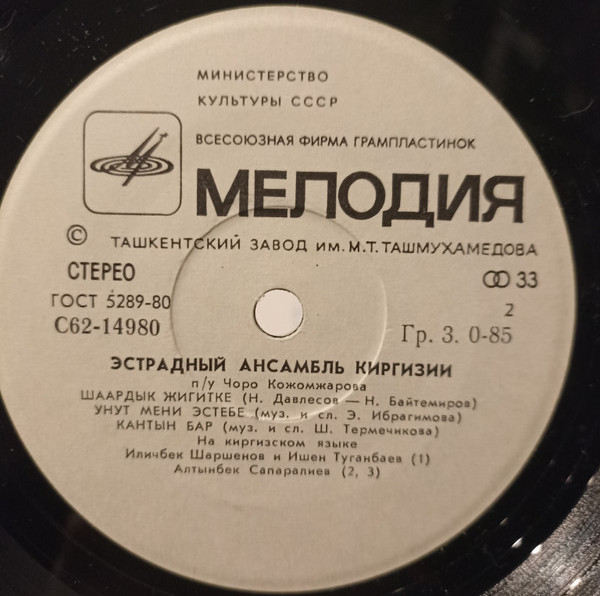 МИНИСТЕРСТВО
КУЛЬТУРЫ СССР
ВСЕСОЮЗНАЯ ФИРМА ГРАМПЛАСТИНОК
МЕЛОДИЯ
© ТАШКЕНТСКИЙ ЗАВОД ИМ. М.Т. ТАШМУХАМЕДОВА
СТЕРЕО
33
ГОСТ 5289-80
2
С62-14980
Гр. 3. 0-85
ЭСТРАДНЫЙ АНСАМБЛЬ КИРГИЗИИ
п/у Чоро Кожомжарова
ШААРДЫК ЖИГИТКЕ (Н. Давлесов — Н. Байтемиров)
УНУТ МЕНИ ЭСТЕБЕ (муз. и сл. Э. Ибрагимова)
КАНТЫН БАР (муз. и сл. Ш. Термечикова)
На киргизском языке
Иличбек Шаршенов и Ишен Туганбаев (1)
Алтынбек Сапаралиев (2, 3)